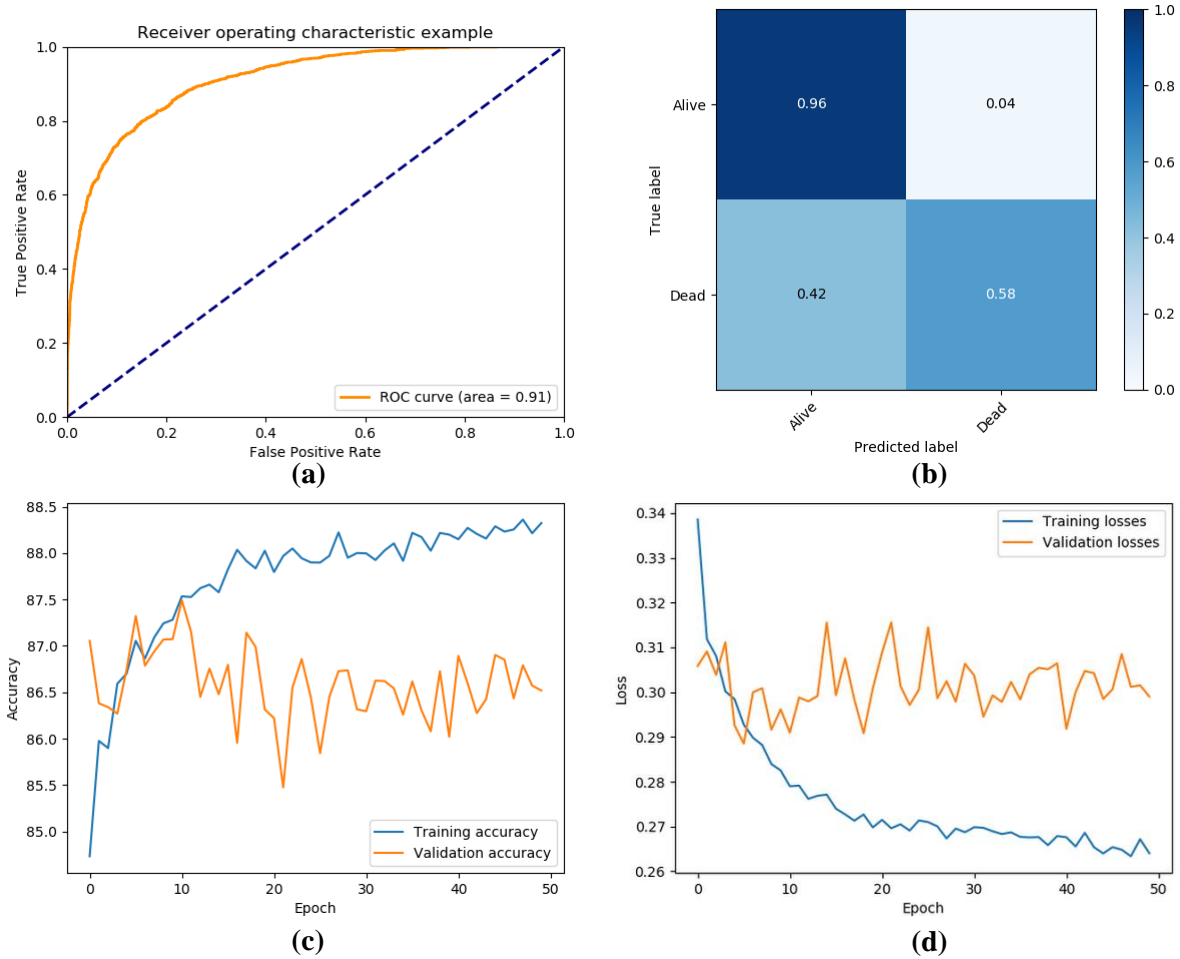 Receiver operating characteristic example
1.0
0.8
0.6
0.4
0.2
0.0
True Positive Rate
ROC curve (area = 0.91)
0.0 0.2 0.4 0.6 0.8 1.0
False Positive Rate
(a)
Alive
Dead
True label
0.96 0.04
0.42 0.58
Alive Dead
Predicted label
1.0
0.8
0.6
0.4
0.2
0.0
(b)
88.5
88.0
87.5
87.0
86.5
86.0
85.5
85.0
Accuracy
Training accuracy
Validation accuracy
0 10 20 30 40 50
Epoch
(c)
0.34
0.33
0.32
0.31
0.30
0.29
0.28
0.27
0.26
Loss
Training losses
Validation losses
0 10 20 30 40 50
Epoch
(d)